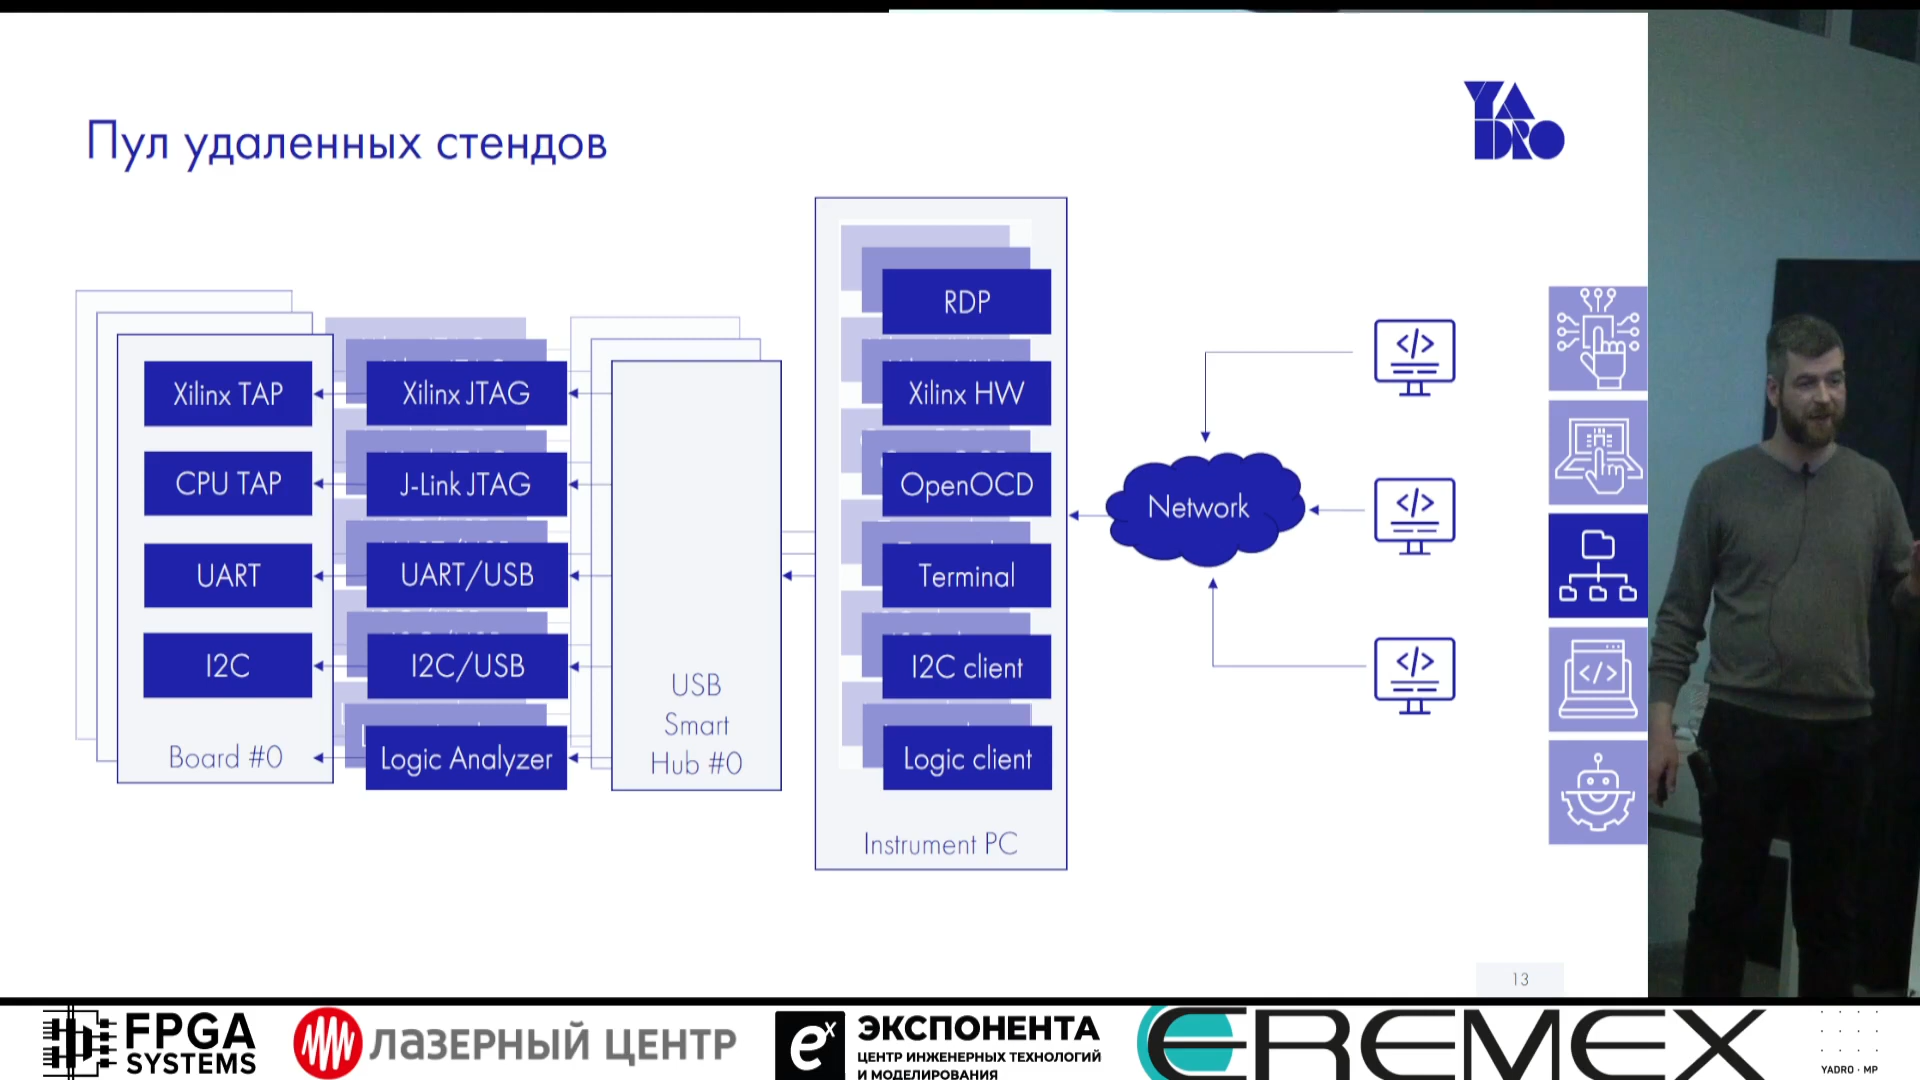 Пул удаленных стендов
YADRO
Xilinx TAP
CPU TAP
UART
I2C
Board #0
Xilinx JTAG
J-Link JTAG
UART/USB
I2C/USB
Logic Analyzer
USB
Smart
Hub #0
RDP
Xilinx HW
OpenOCD
Terminal
I2C client
Logic client
Instrument PC
Network
</>
</>
</>
</>
13
FPGA
SYSTEMS
ЛАЗЕРНЫЙ ЦЕНТР
ex
ЭКСПОНЕНТА
ЦЕНТР ИНЖЕНЕРНЫХ ТЕХНОЛОГИЙ
И МОДЕЛИРОВАНИЯ
EREMEX
YADRO · MP